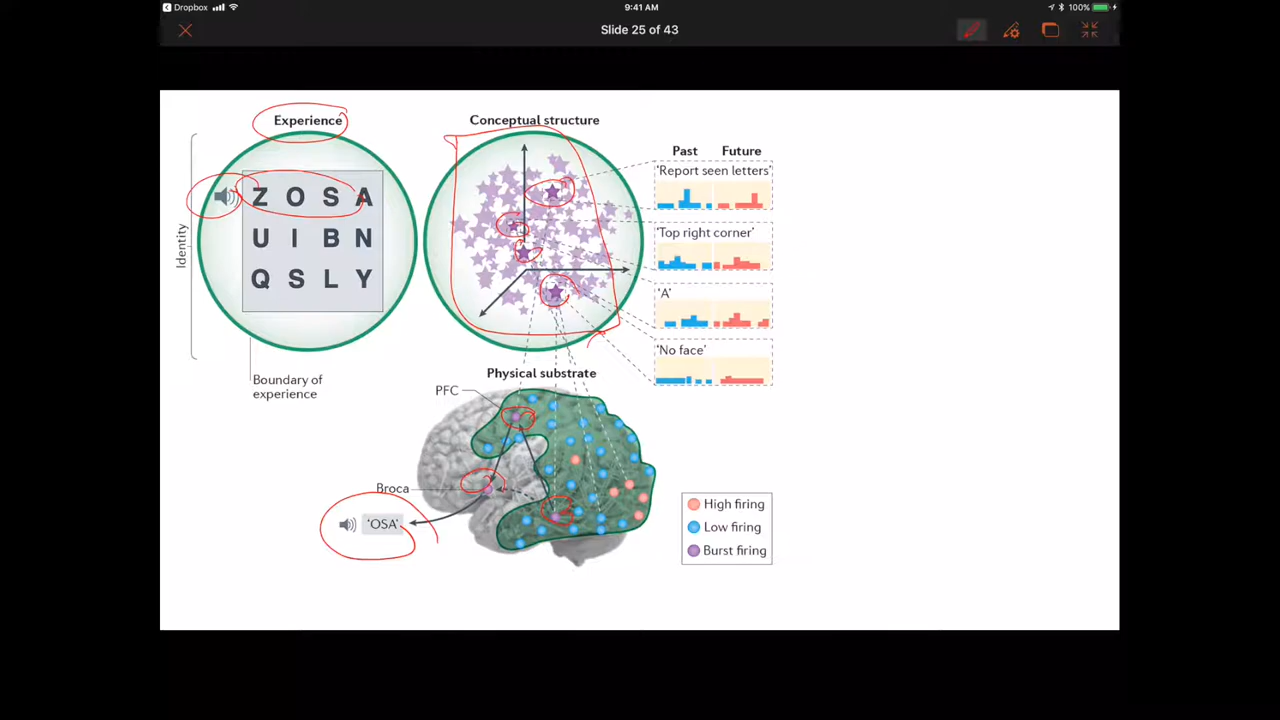 Dropbox
9:41 AM
100%
Slide 25 of 43
Experience
Conceptual structure
Past Future
Identity
Z O S A
U I B N
Q S L Y
'Report seen letters'
'Top right corner'
'A'
'No face'
Boundary of
experience
Physical substrate
PFC
Broca
'OSA'
High firing
Low firing
Burst firing